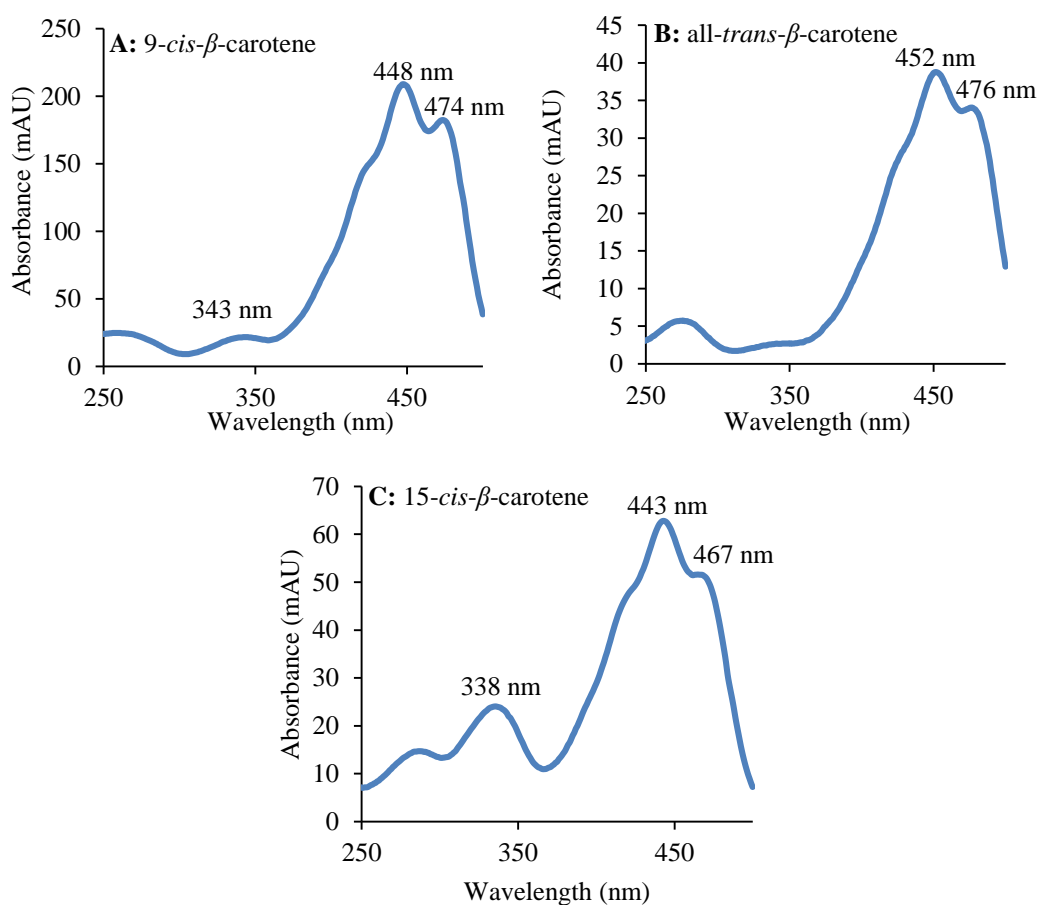 A: 9-cis-β-carotene
448 nm
474 nm
343 nm
250
200
150
100
50
0
250 350 450
Absorbance (mAU)
Wavelength (nm)
B: all-trans-β-carotene
452 nm
476 nm
45
40
35
30
25
20
15
10
5
0
250 350 450
Absorbance (mAU)
Wavelength (nm)
C: 15-cis-β-carotene
443 nm
467 nm
338 nm
70
60
50
40
30
20
10
0
250 350 450
Absorbance (mAU)
Wavelength (nm)